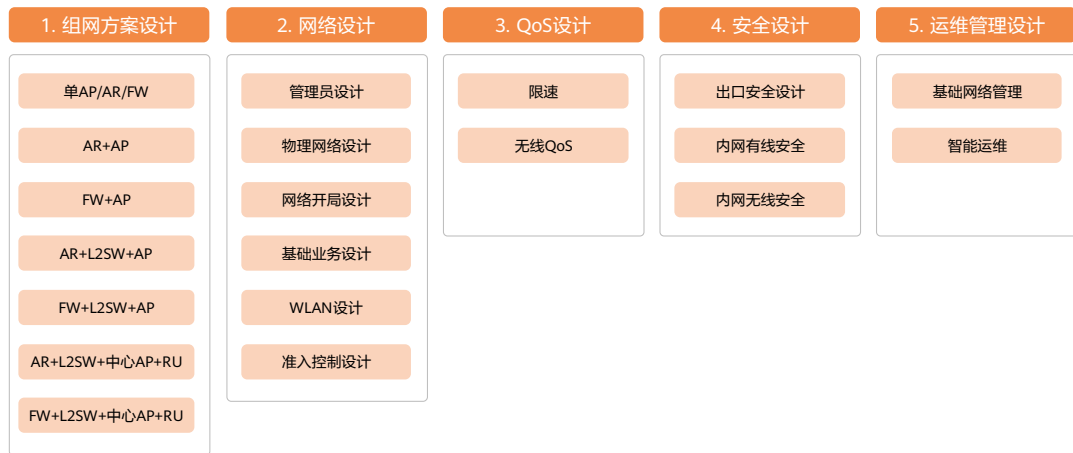 1. 组网方案设计
单AP/AR/FW
AR+AP
FW+AP
AR+L2SW+AP
FW+L2SW+AP
AR+L2SW+中心AP+RU
FW+L2SW+中心AP+RU
2. 网络设计
管理员设计
物理网络设计
网络开局设计
基础业务设计
WLAN设计
准入控制设计
3. QoS设计
限速
无线QoS
4. 安全设计
出口安全设计
内网有线安全
内网无线安全
5. 运维管理设计
基础网络管理
智能运维